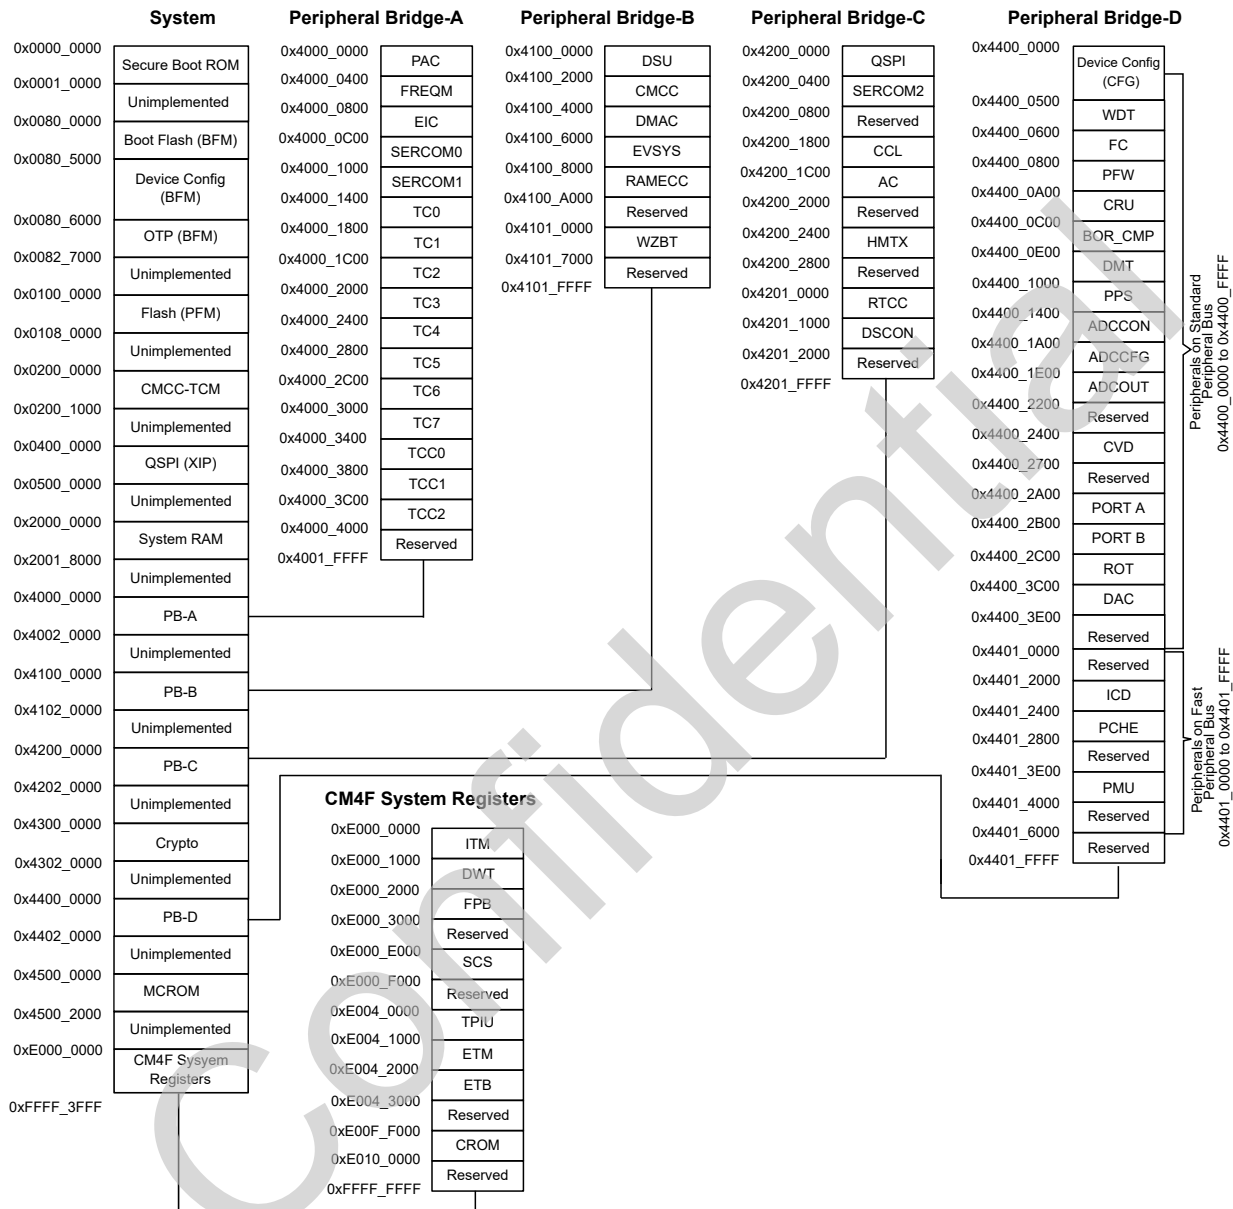 System
0x0000_0000
Secure Boot ROM
0x0001_0000
Unimplemented
0x0080_0000
Boot Flash (BFM)
0x0080_5000
Device Config
(BFM)
0x0080_6000
OTP (BFM)
0x0082_7000
Unimplemented
0x0100_0000
Flash (PFM)
0x0108_0000
Unimplemented
0x0200_0000
CMCC-TCM
0x0200_1000
Unimplemented
0x0400_0000
QSPI (XIP)
0x0500_0000
Unimplemented
0x2000_0000
System RAM
0x2001_8000
Unimplemented
0x4000_0000
PB-A
0x4002_0000
Unimplemented
0x4100_0000
PB-B
0x4102_0000
Unimplemented
0x4200_0000
PB-C
0x4202_0000
Unimplemented
0x4300_0000
Crypto
0x4302_0000
Unimplemented
0x4400_0000
PB-D
0x4402_0000
Unimplemented
0x4500_0000
MCROM
0x4500_2000
Unimplemented
0xE000_0000
CM4F Sysyem
Registers
0xFFFF_3FFF
Peripheral Bridge-A
0x4000_0000
PAC
0x4000_0400
FREQM
0x4000_0800
EIC
0x4000_0C00
SERCOM0
0x4000_1000
SERCOM1
0x4000_1400
TC0
0x4000_1800
TC1
0x4000_1C00
TC2
0x4000_2000
TC3
0x4000_2400
TC4
0x4000_2800
TC5
0x4000_2C00
TC6
0x4000_3000
TC7
0x4000_3400
TCC0
0x4000_3800
TCC1
0x4000_3C00
TCC2
0x4000_4000
Reserved
0x4001_FFFF
Peripheral Bridge-B
0x4100_0000
DSU
0x4100_2000
CMCC
0x4100_4000
DMAC
0x4100_6000
EVSYS
0x4100_8000
RAMECC
0x4100_A000
Reserved
0x4101_0000
WZBT
0x4101_7000
Reserved
0x4101_FFFF
Peripheral Bridge-C
0x4200_0000
QSPI
0x4200_0400
SERCOM2
0x4200_0800
Reserved
0x4200_1800
CCL
0x4200_1C00
AC
0x4200_2000
Reserved
0x4200_2400
HMTX
0x4200_2800
Reserved
0x4201_0000
RTCC
0x4201_1000
DSCON
0x4201_2000
Reserved
0x4201_FFFF
Peripheral Bridge-D
0x4400_0000
Device Config
(CFG)
0x4400_0500
WDT
0x4400_0600
FC
0x4400_0800
PFW
0x4400_0A00
CRU
0x4400_0C00
BOR_CMP
0x4400_0E00
DMT
0x4400_1000
PPS
0x4400_1400
ADCCON
0x4400_1A00
ADCCFG
0x4400_1E00
ADCOUT
0x4400_2200
Reserved
0x4400_2400
CVD
0x4400_2700
Reserved
0x4400_2A00
PORT A
0x4400_2B00
PORT B
0x4400_2C00
ROT
0x4400_3C00
DAC
0x4400_3E00
Reserved
0x4401_0000
Reserved
0x4401_2000
ICD
0x4401_2400
PCHE
0x4401_2800
Reserved
0x4401_3E00
PMU
0x4401_4000
Reserved
0x4401_6000
Reserved
0x4401_FFFF
Peripherals on Standard
Peripheral Bus
0x4400_0000 to 0x4400_FFFF
Peripherals on Fast
Peripheral Bus
0x4401_0000 to 0x4401_FFFF
CM4F System Registers
0xE000_0000
ITM
0xE000_1000
DWT
0xE000_2000
FPB
0xE000_3000
Reserved
0xE000_E000
SCS
0xE000_F000
Reserved
0xE004_0000
TPIU
0xE004_1000
ETM
0xE004_2000
ETB
0xE004_3000
Reserved
0xE00F_F000
CROM
0xE010_0000
Reserved
0xFFFF_FFFF
Confidential